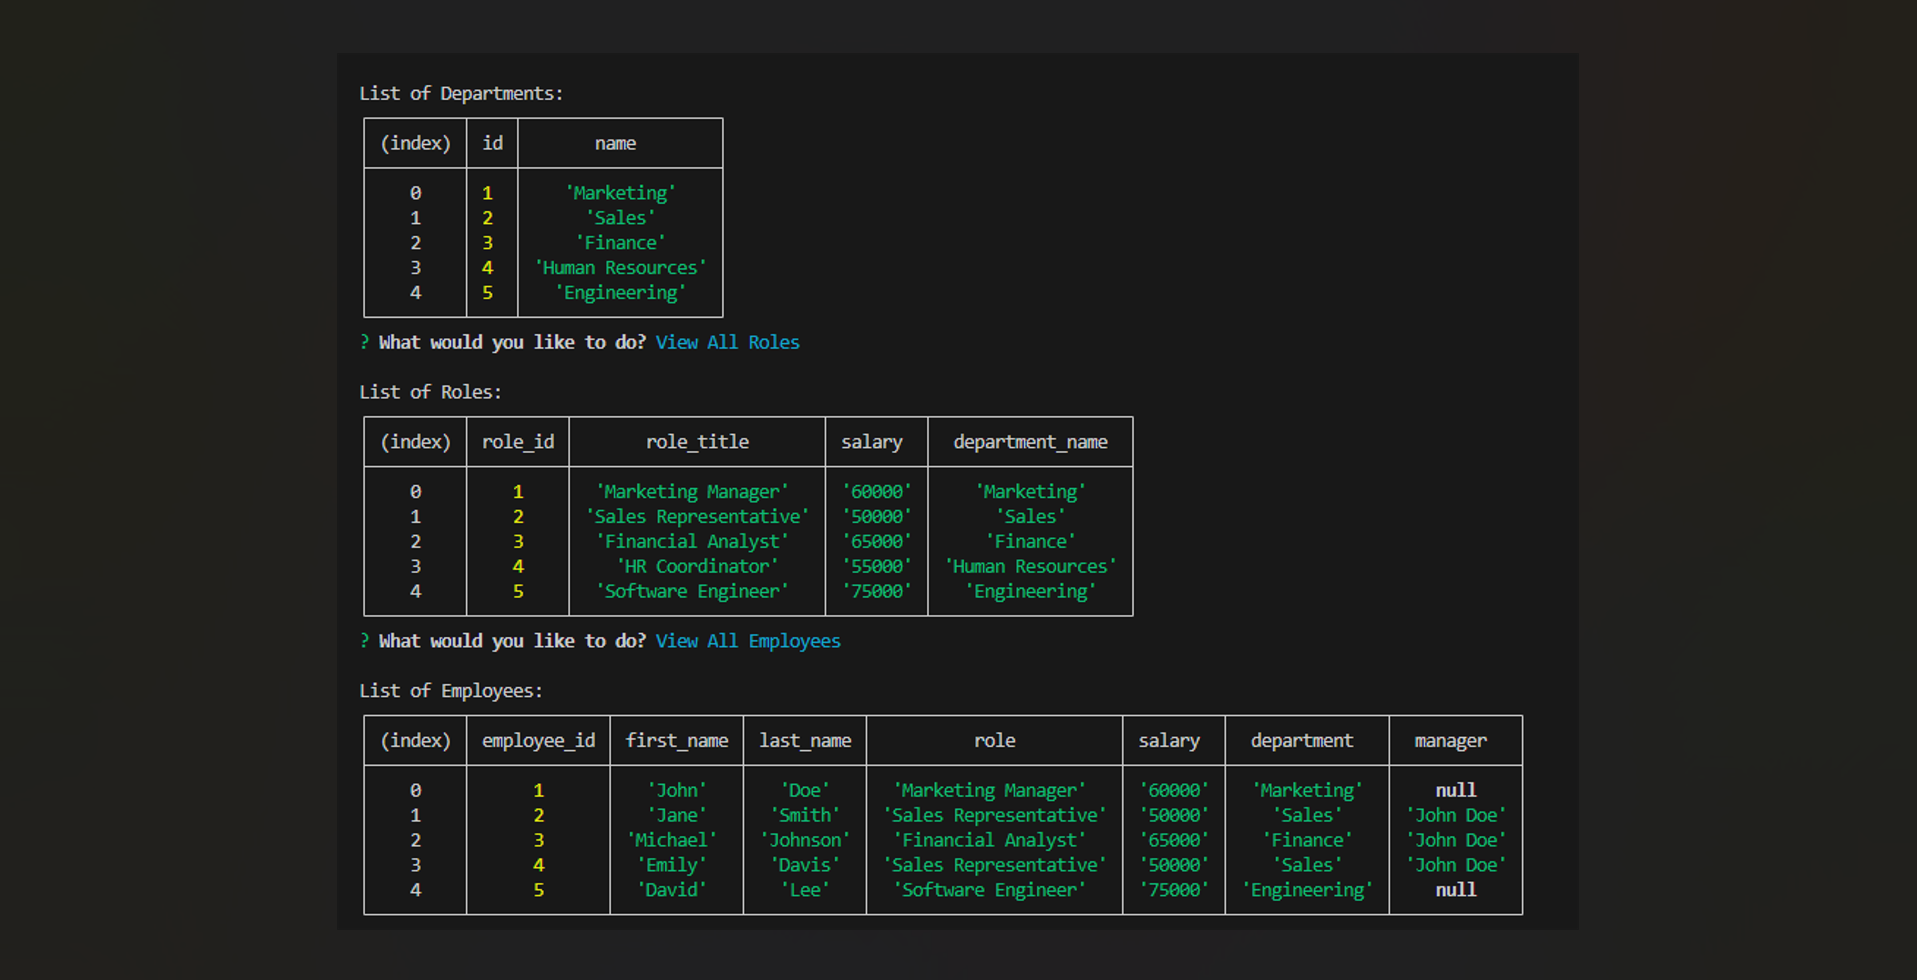 List of Departments:
(index) id name
0 1 'Marketing'
1 2 'Sales'
2 3 'Finance'
3 4 'Human Resources'
4 5 'Engineering'
? What would you like to do? View All Roles
List of Roles:
(index) role_id role_title salary department_name
0 1 'Marketing Manager' '60000' 'Marketing'
1 2 'Sales Representative' '50000' 'Sales'
2 3 'Financial Analyst' '65000' 'Finance'
3 4 'HR Coordinator' '55000' 'Human Resources'
4 5 'Software Engineer' '75000' 'Engineering'
? What would you like to do? View All Employees
List of Employees:
(index) employee_id first_name last_name role salary department manager
0 1 'John' 'Doe' 'Marketing Manager' '60000' 'Marketing' null
1 2 'Jane' 'Smith' 'Sales Representative' '50000' 'Sales' 'John Doe'
2 3 'Michael' 'Johnson' 'Financial Analyst' '65000' 'Finance' 'John Doe'
3 4 'Emily' 'Davis' 'Sales Representative' '50000' 'Sales' 'John Doe'
4 5 'David' 'Lee' 'Software Engineer' '75000' 'Engineering' null